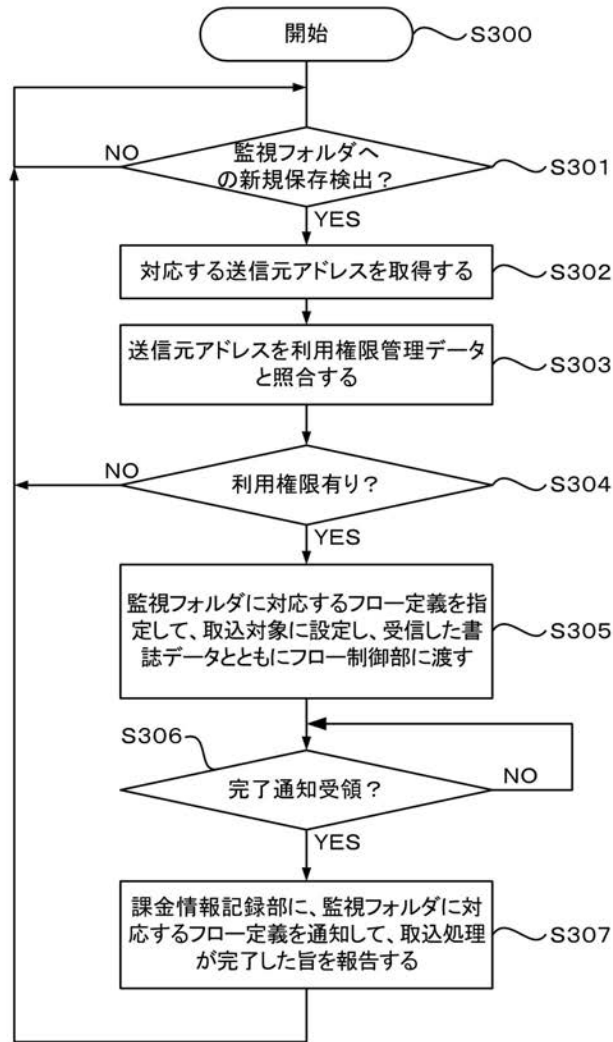 開始
S300
NO
監視フォルダへ
の新規保存検出？
S301
YES
対応する送信元アドレスを取得する
S302
送信元アドレスを利用権限管理データ
と照合する
S303
NO
利用権限有り？
S304
YES
監視フォルダに対応するフロー定義を指
定して、取込対象に設定し、受信した書
誌データとともにフロー制御部に渡す
S305
S306
完了通知受領？
NO
YES
課金情報記録部に、監視フォルダに対
応するフロー定義を通知して、取込処理
が完了した旨を報告する
S307